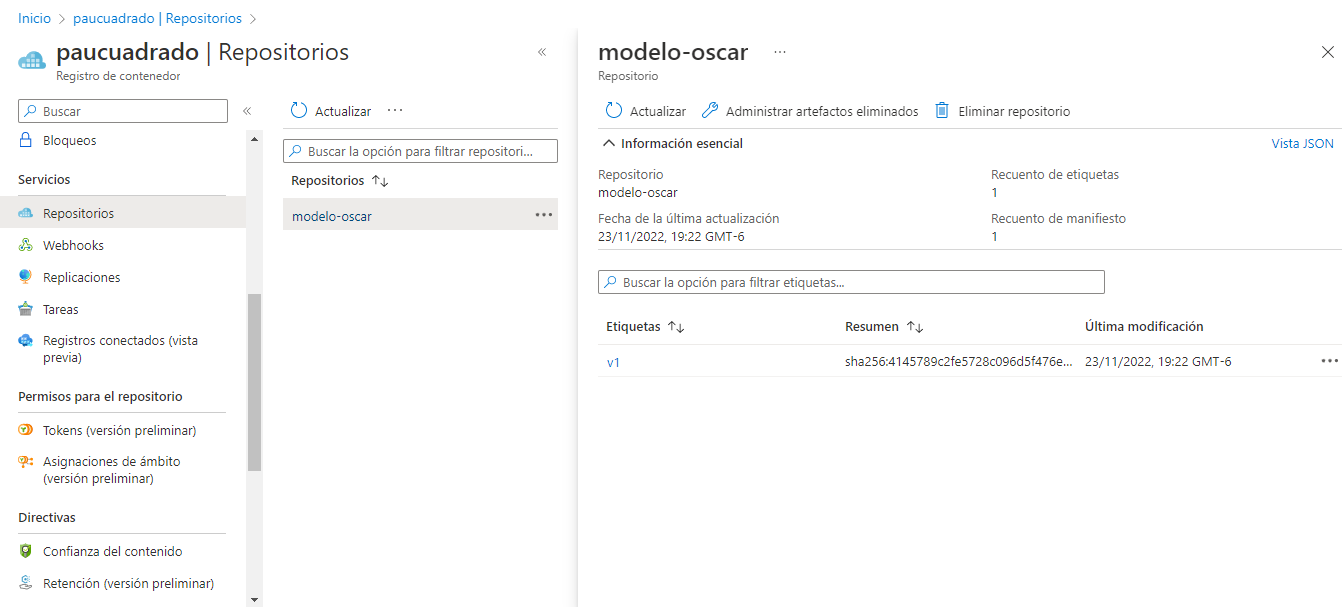 Inicio > paucuadrado | Repositorios >
paucuadrado | Repositorios
Registro de contenedor
«
Buscar
«
Bloqueos
Servicios
Repositorios
Webhooks
Replicaciones
Tareas
Registros conectados (vista
previa)
Permisos para el repositorio
Tokens (versión preliminar)
Asignaciones de ámbito
(versión preliminar)
Directivas
Confianza del contenido
Retención (versión preliminar)
Actualizar ...
Buscar la opción para filtrar repositori...
Repositorios ↑↓
modelo-oscar ...
modelo-oscar ...
Repositorio
Actualizar Administrar artefactos eliminados Eliminar repositorio
Información esencial Vista JSON
Repositorio
modelo-oscar
Recuento de etiquetas
1
Fecha de la última actualización
23/11/2022, 19:22 GMT-6
Recuento de manifiesto
1
Buscar la opción para filtrar etiquetas...
Etiquetas ↑↓ Resumen ↑↓ Última modificación
v1 sha256:4145789c2fe5728c096d5f476e... 23/11/2022, 19:22 GMT-6 ...